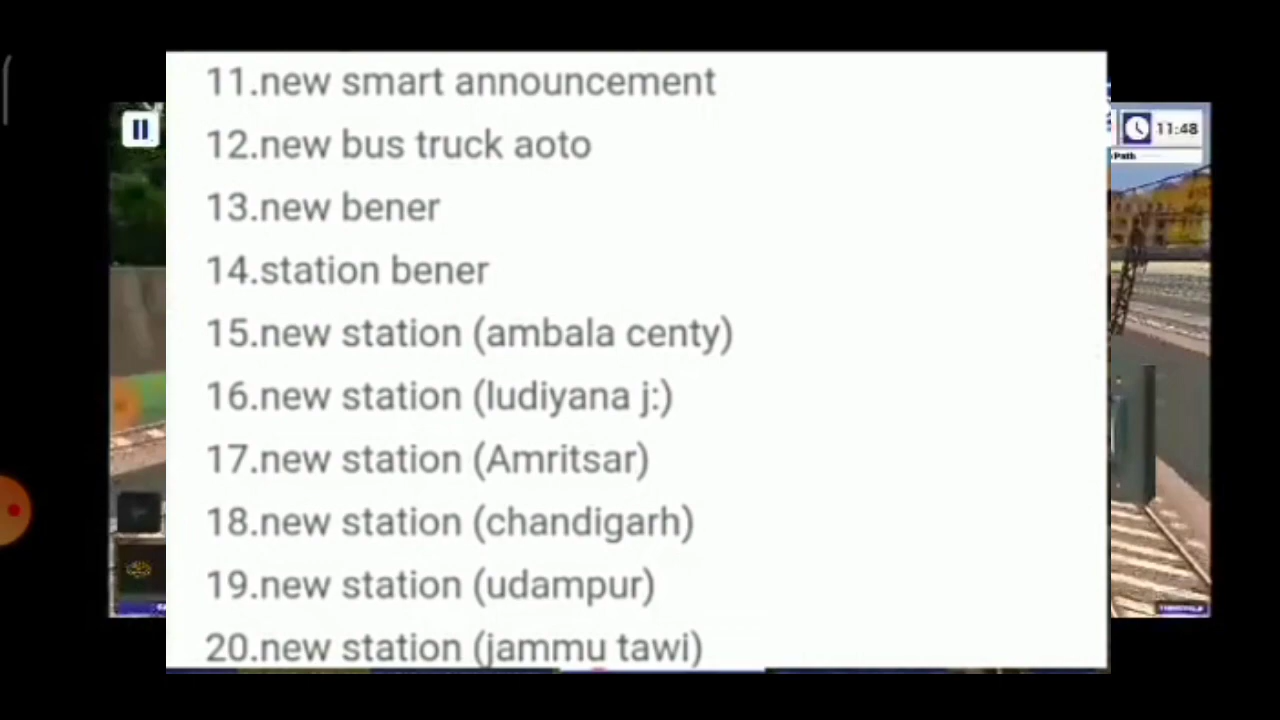 11.new smart announcement
12.new bus truck aoto
13.new bener
14.station bener
15.new station (ambala centy)
16.new station (ludiyana j:)
17.new station (Amritsar)
18.new station (chandigarh)
19.new station (udampur)
20.new station (jammu tawi)
11:48
Path